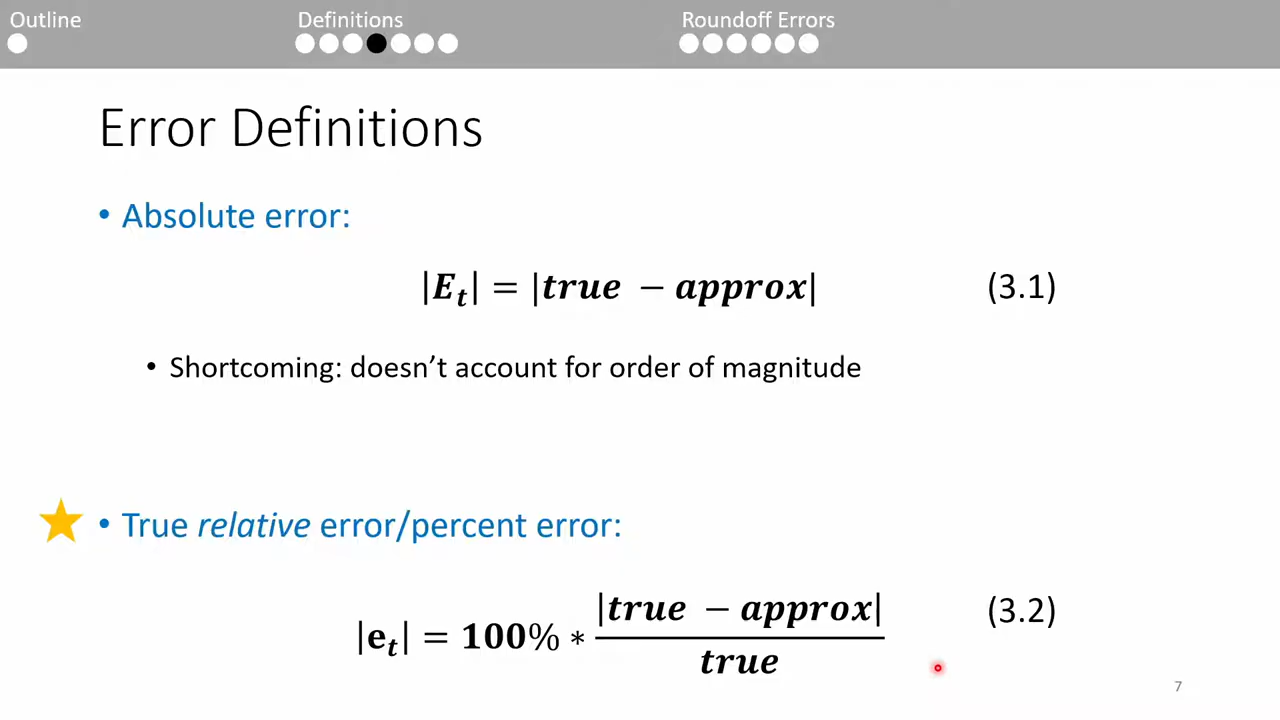 Outline Definitions Roundoff Errors
Error Definitions
• Absolute error:
|E_t| = |true − approx| (3.1)
• Shortcoming: doesn’t account for order of magnitude
• True relative error/percent error:
|e_t| = 100% * |true − approx| / true (3.2)
7